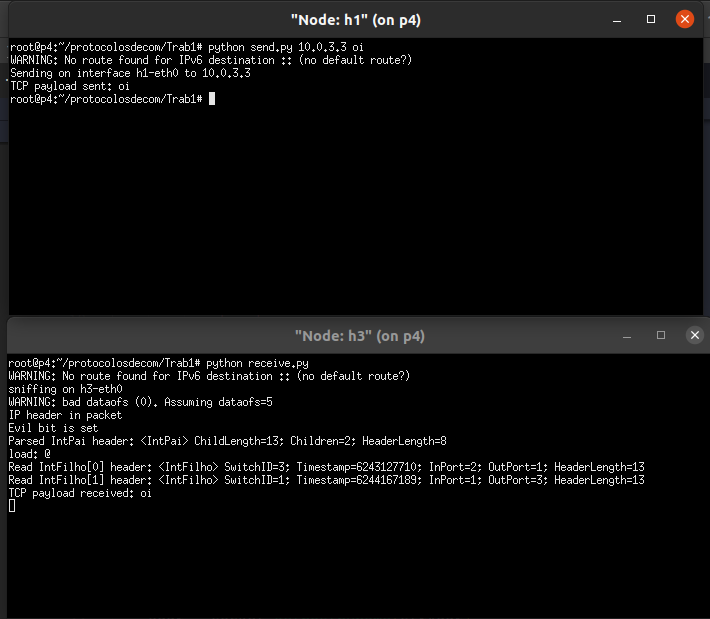 "Node: h1" (on p4)
root@p4:~/protocolosdecom/Trab1# python send.py 10.0.3.3 oi
WARNING: No route found for IPv6 destination :: (no default route?)
Sending on interface h1-eth0 to 10.0.3.3
TCP payload sent: oi
root@p4:~/protocolosdecom/Trab1#
"Node: h3" (on p4)
root@p4:~/protocolosdecom/Trab1# python receive.py
WARNING: No route found for IPv6 destination :: (no default route?)
sniffing on h3-eth0
WARNING: bad dataofs (0). Assuming dataofs=5
IP header in packet
Evil bit is set
Parsed IntPai header: <IntPai> ChildLength=13; Children=2; HeaderLength=8
load: @
Read IntFilho[0] header: <IntFilho> SwitchID=3; Timestamp=6243127710; InPort=2; OutPort=1; HeaderLength=13
Read IntFilho[1] header: <IntFilho> SwitchID=1; Timestamp=6244167189; InPort=1; OutPort=3; HeaderLength=13
TCP payload received: oi